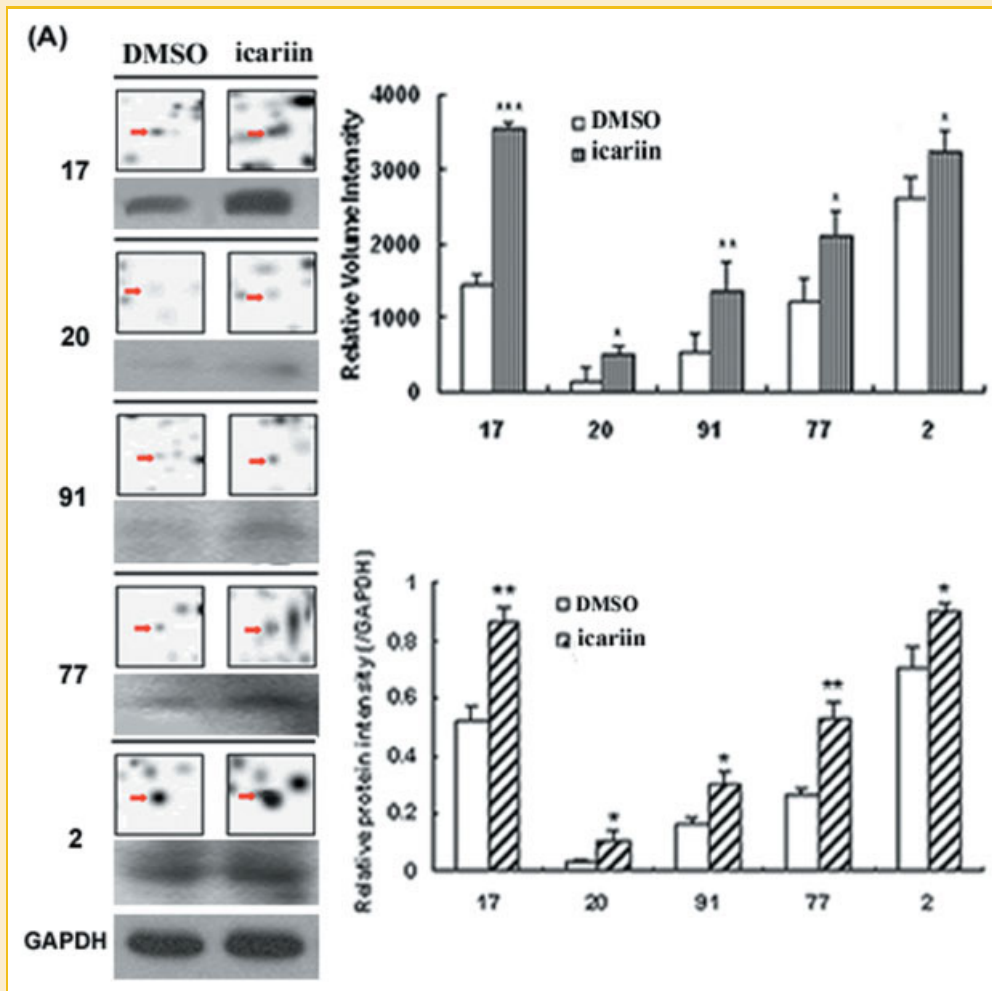 (A)
DMSO icariin
17
20
91
77
2
GAPDH
Relative Volume Intensity
4000
3000
2000
1000
0
DMSO
icariin
***
*
**
*
*
17 20 91 77 2
Relative protein intensity (/GAPDH)
1
0.8
0.6
0.4
0.2
0
DMSO
icariin
**
*
*
**
*
17 20 91 77 2